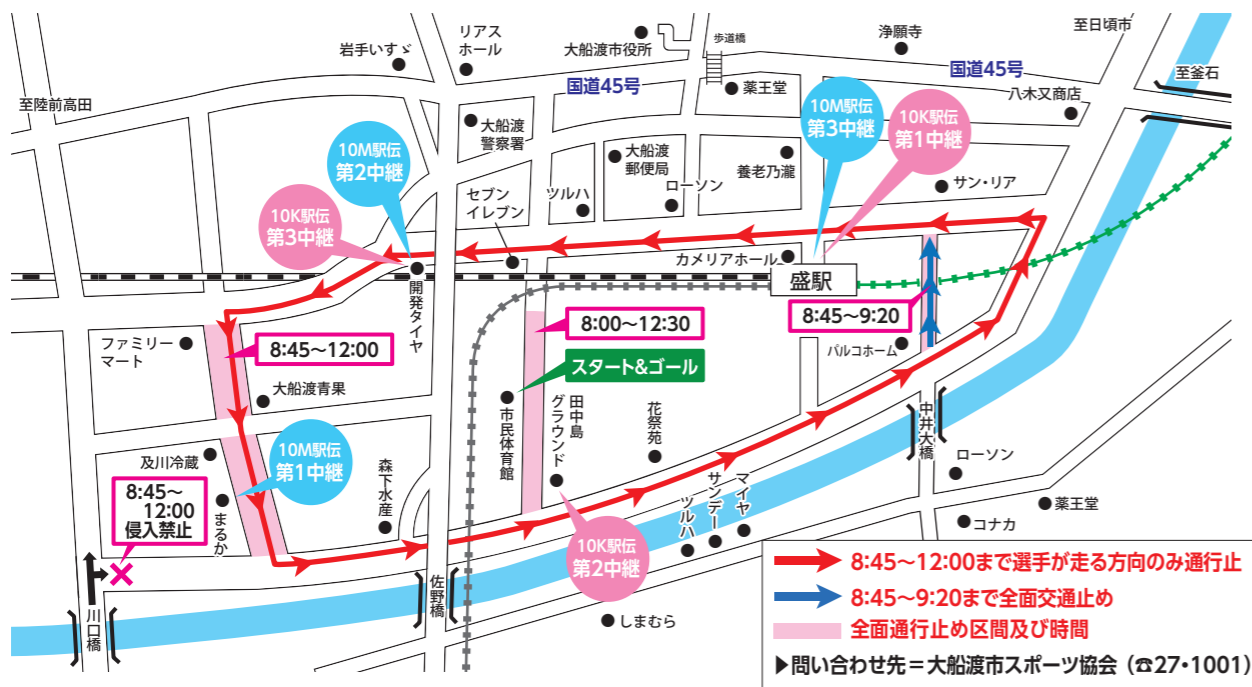 至陸前高田
岩手いすゞ
リアス
ホール
大船渡市役所
歩道橋
浄願寺
至日頃市
至釜石
国道45号
国道45号
薬王堂
八木又商店
大船渡
警察署
10M駅伝
第2中継
10K駅伝
第3中継
セブン
イレブン
ツルハ
大船渡
郵便局
ローソン
養老乃瀧
10M駅伝
第3中継
10K駅伝
第1中継
サン・リア
カメリアホール
盛駅
開発タイヤ
8:45〜9:20
パルコホーム
8:00〜12:30
スタート&ゴール
ファミリー
マート
8:45〜12:00
大船渡青果
市民体育館
田中島
グラウンド
花祭苑
中井大橋
10M駅伝
第1中継
及川冷蔵
まるか
森下水産
8:45〜
12:00
侵入禁止
川口橋
佐野橋
10K駅伝
第2中継
ツルハ
サンデー
マイヤ
ローソン
コナカ
薬王堂
しまむら
8:45〜12:00まで選手が走る方向のみ通行止
8:45〜9:20まで全面交通止め
全面通行止め区間及び時間
▶問い合わせ先=大船渡市スポーツ協会(☎27・1001)